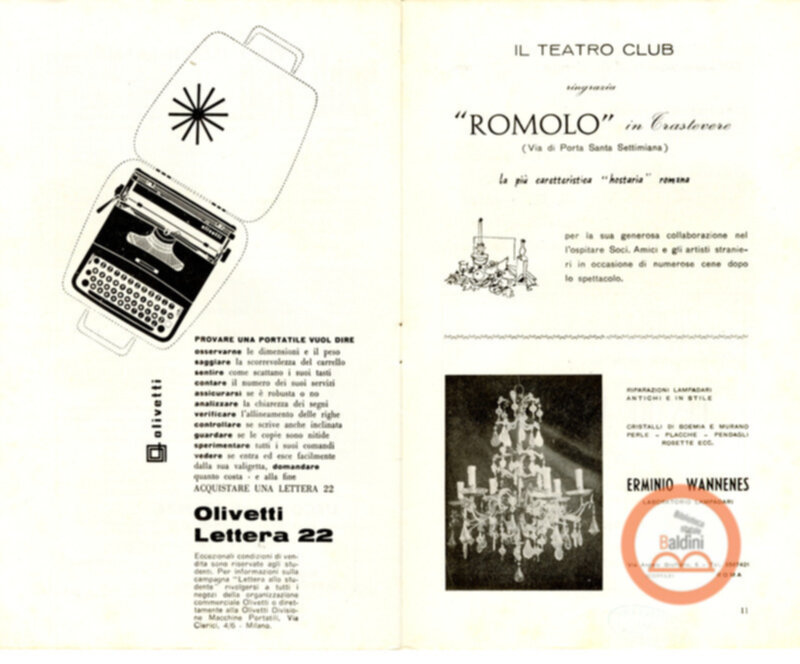 olivetti
PROVARE UNA PORTATILE VUOL DIRE
osservarne le dimensioni e il peso
saggiare la scorrevolezza del carrello
sentire come scattano i suoi tasti
contare il numero dei suoi servizi
assicurarsi se è robusta o no
analizzare la chiarezza dei segni
verificare l'allineamento delle righe
controllare se scrive anche inclinata
guardare se le copie sono nitide
sperimentare tutti i suoi comandi
vedere se entra ed esce facilmente
dalla sua valigetta, domandare
quanto costa - e alla fine
ACQUISTARE UNA LETTERA 22
Olivetti
Lettera 22
Eccezionali condizioni di ven-
dita sono riservate agli stu-
denti. Per informazioni sulla
campagna "Lettera allo stu-
dente" rivolgersi a tutti i
negozi della organizzazione
commerciale Olivetti o diret-
tamente alla Olivetti Divisio-
ne Macchine Portatili, Via
Clerici, 4/6 - Milano.
IL TEATRO CLUB
ringrazia
"ROMOLO" in Trastevere
(Via di Porta Santa Settimiana)
la più caratteristica "hostaria" romana
per la sua generosa collaborazione nel
l'ospitare Soci. Amici e gli artisti stranie-
ri in occasione di numerose cene dopo
lo spettacolo.
RIPARAZIONI LAMPADARI
ANTICHI E IN STILE
CRISTALLI DI BOEMIA E MURANO
PERLE - PLACCHE - PENDAGLI
ROSETTE ECC.
ERMINIO WANNENES
LABORATORIO LAMPADARI
Biblioteca
statale
Baldini
ROMA
11